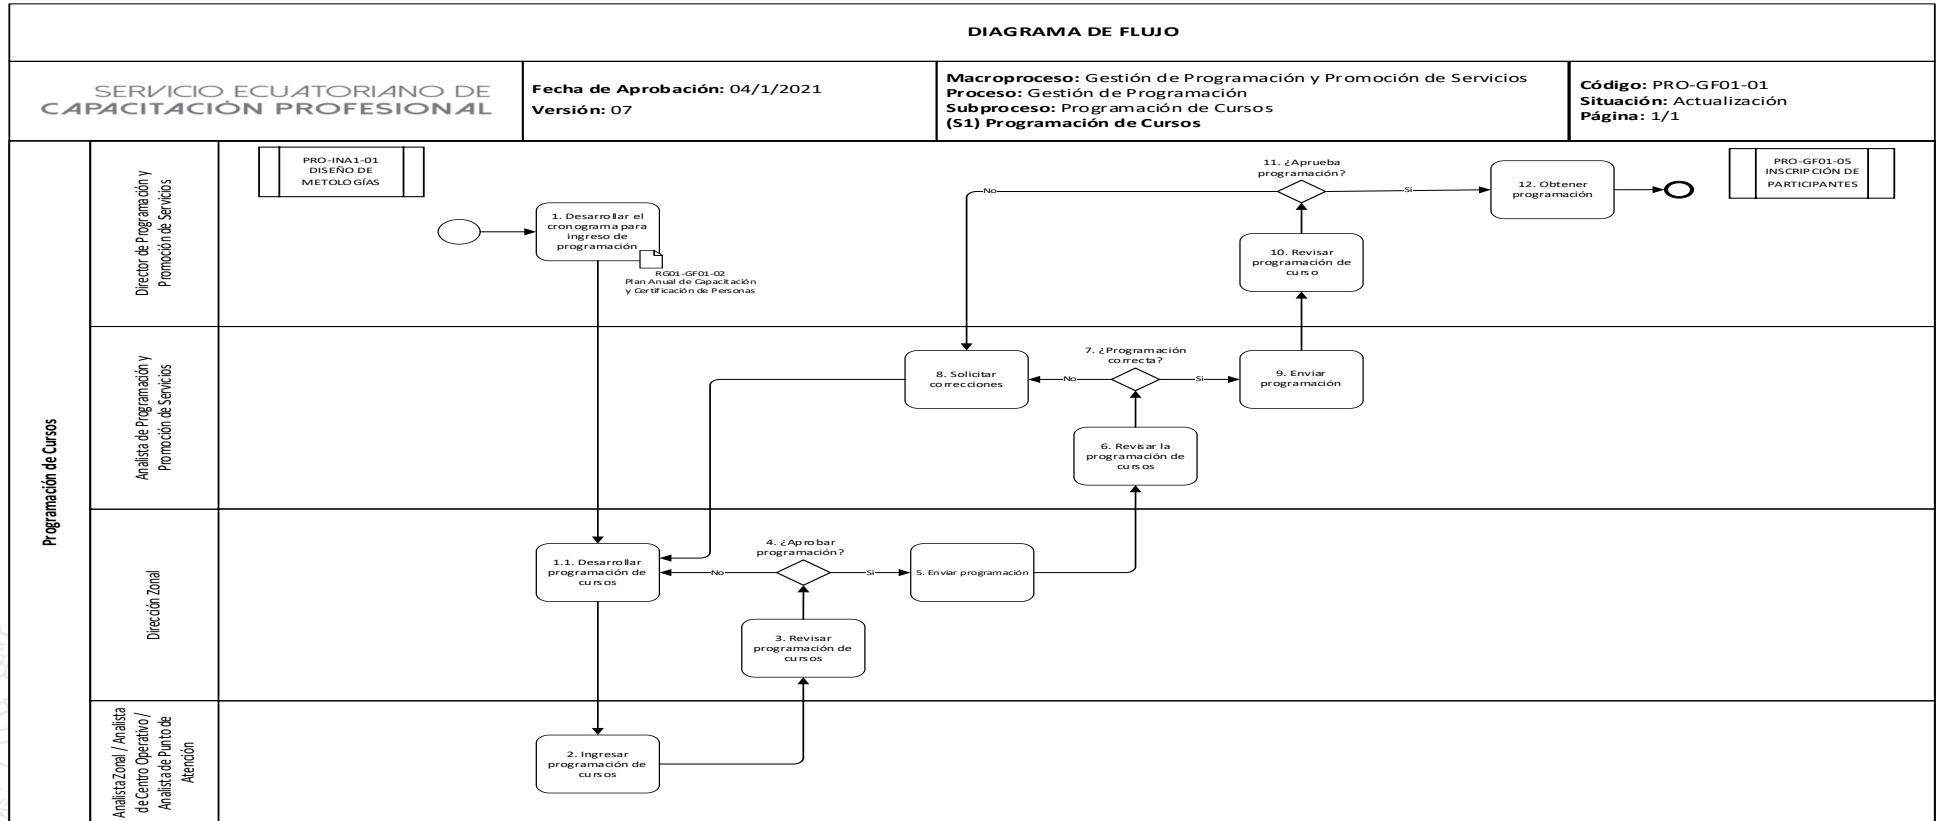 DIAGRAMA DE FLUJO
SERVICIO ECUATORIANO DE
CAPACITACIÓN PROFESIONAL
Fecha de Aprobación: 04/1/2021
Versión: 07
Macroproceso: Gestión de Programación y Promoción de Servicios
Proceso: Gestión de Programación
Subproceso: Programación de Cursos
(S1) Programación de Cursos
Código: PRO-GF01-01
Situación: Actualización
Página: 1/1
Programación de Cursos
Director de Programación y
Promoción de Servicios
PRO-INA1-01
DISEÑO DE
METOLOGÍAS
1. Desarrollar el
cronograma para
ingreso de
programación
RG01-GF01-02
Plan Anual de Capacitación
y Certificación de Personas
No
11. ¿Aprueba
programación?
Si
12. Obtener
programación
PRO-GF01-05
INSCRIPCIÓN DE
PARTICIPANTES
10. Revisar
programación de
curso
Analista de Programación y
Promoción de Servicios
8. Solicitar
correcciones
No
7. ¿Programación
correcta?
Si
9. Enviar
programación
6. Revisar la
programación de
cursos
Dirección Zonal
1.1. Desarrollar
programación de
cursos
No
4. ¿Aprobar
programación?
Si
5. Enviar programación
3. Revisar
programación de
cursos
Analista Zonal / Analista
de Centro Operativo /
Analista de Punto de
Atención
2. Ingresar
programación de
cursos